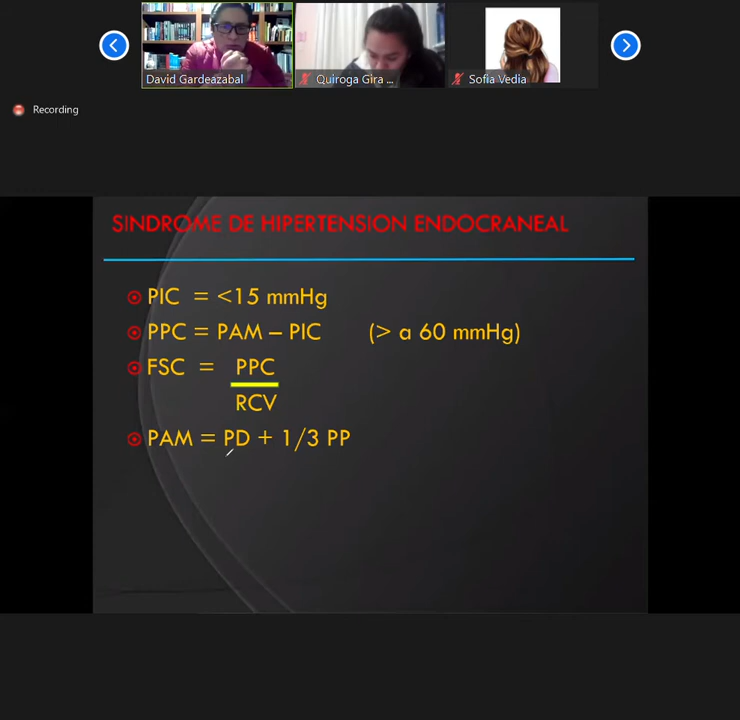 David Gardeazabal
Quiroga Gira ...
Sofia Vedia
Recording
SINDROME DE HIPERTENSION ENDOCRANEAL
PIC = <15 mmHg
PPC = PAM – PIC (> a 60 mmHg)
FSC = PPC
RCV
PAM = PD + 1/3 PP